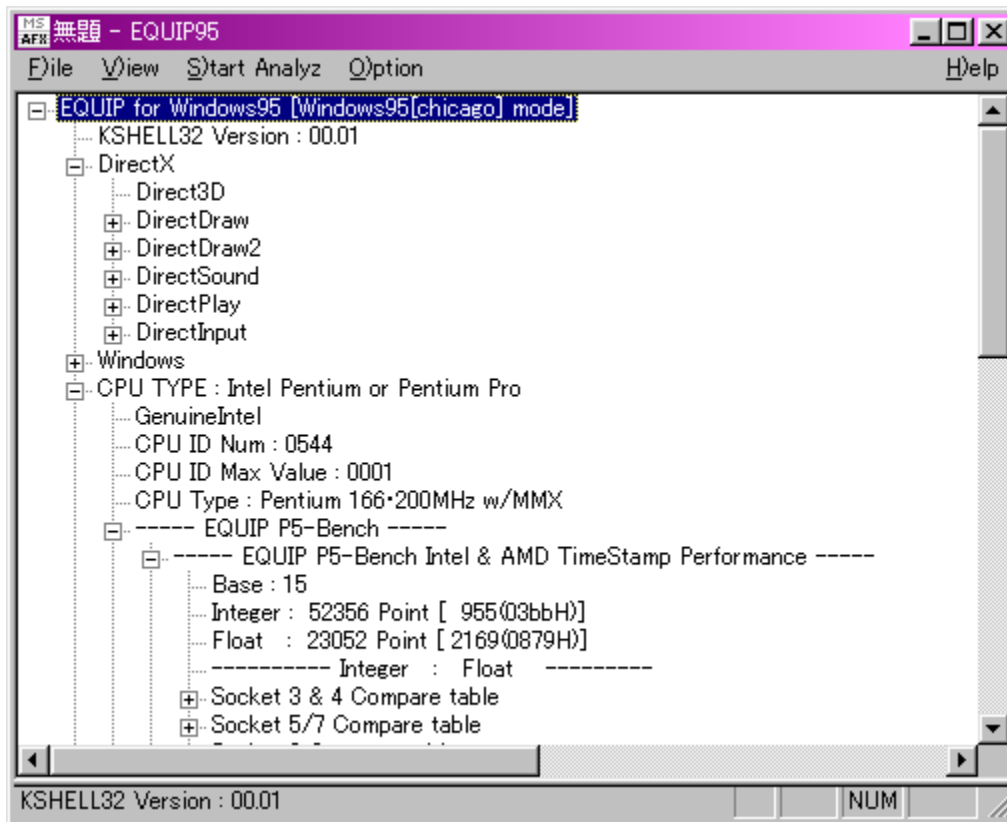 MS
AFX
無題 - EQUIP95
F)ile V)iew S)tart Analyz O)ption H)elp
EQUIP for Windows95 [Windows95[chicago] mode]
KSHELL32 Version : 00.01
DirectX
Direct3D
DirectDraw
DirectDraw2
DirectSound
DirectPlay
DirectInput
Windows
CPU TYPE : Intel Pentium or Pentium Pro
GenuineIntel
CPU ID Num : 0544
CPU ID Max Value : 0001
CPU Type : Pentium 166･200MHz w/MMX
----- EQUIP P5-Bench -----
----- EQUIP P5-Bench Intel & AMD TimeStamp Performance -----
Base : 15
Integer : 52356 Point [ 955(03bbH)]
Float : 23052 Point [ 2169(0879H)]
---------- Integer : Float ---------
Socket 3 & 4 Compare table
Socket 5/7 Compare table
KSHELL32 Version : 00.01
NUM